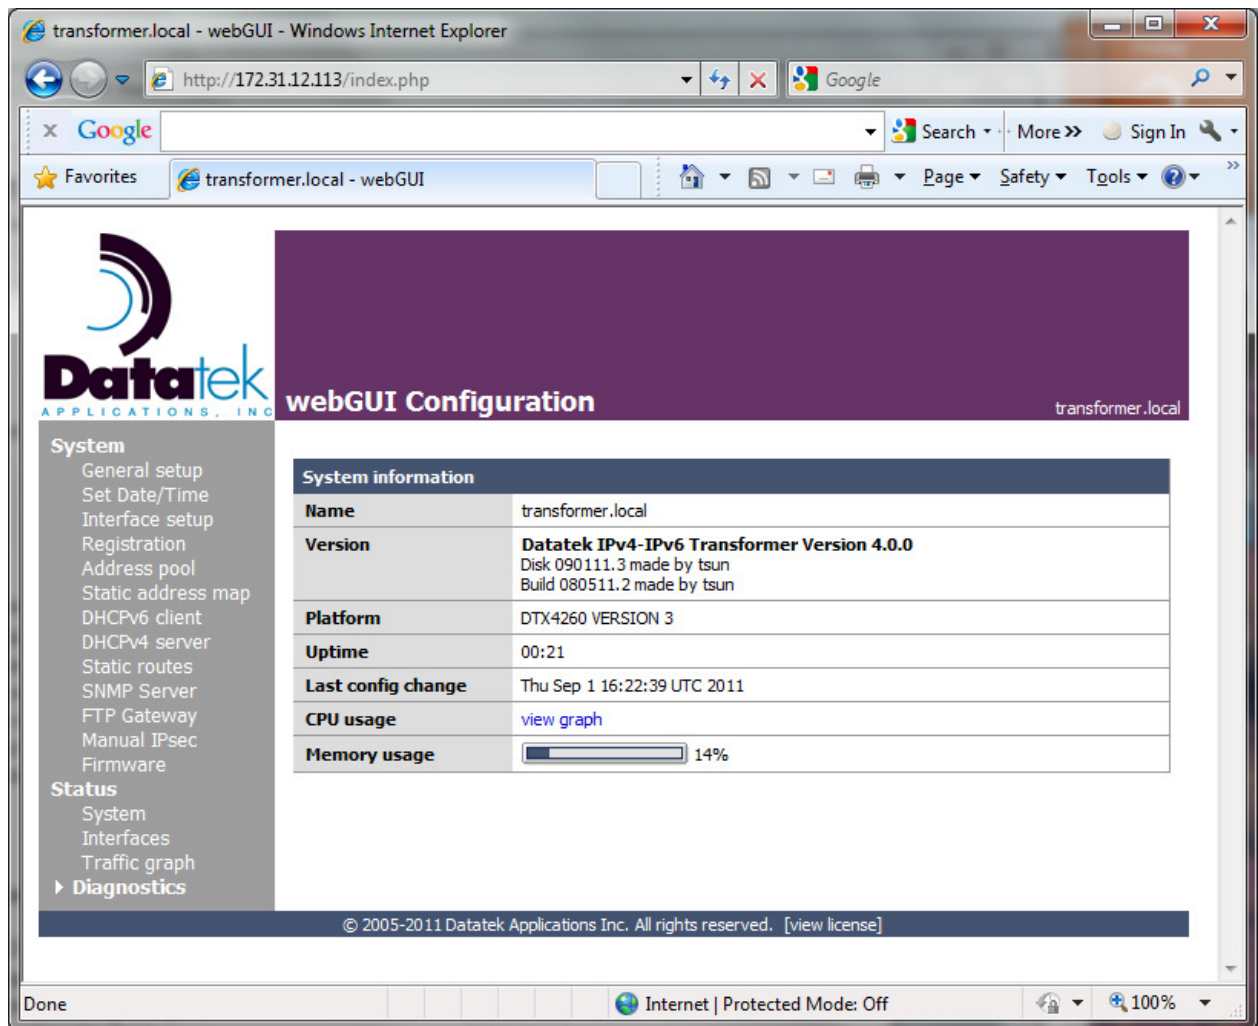 transformer.local - webGUI - Windows Internet Explorer
http://172.31.12.113/index.php
Google
x Google
Search
More >>
Sign In
Favorites
transformer.local - webGUI
Page
Safety
Tools
>>
Datatek
APPLICATIONS, INC
webGUI Configuration
transformer.local
System
General setup
Set Date/Time
Interface setup
Registration
Address pool
Static address map
DHCPv6 client
DHCPv4 server
Static routes
SNMP Server
FTP Gateway
Manual IPsec
Firmware
Status
System
Interfaces
Traffic graph
Diagnostics
System information
Name transformer.local
Version Datatek IPv4-IPv6 Transformer Version 4.0.0
Disk 090111.3 made by tsun
Build 080511.2 made by tsun
Platform DTX4260 VERSION 3
Uptime 00:21
Last config change Thu Sep 1 16:22:39 UTC 2011
CPU usage view graph
Memory usage 14%
© 2005-2011 Datatek Applications Inc. All rights reserved. [view license]
Done
Internet | Protected Mode: Off
100%